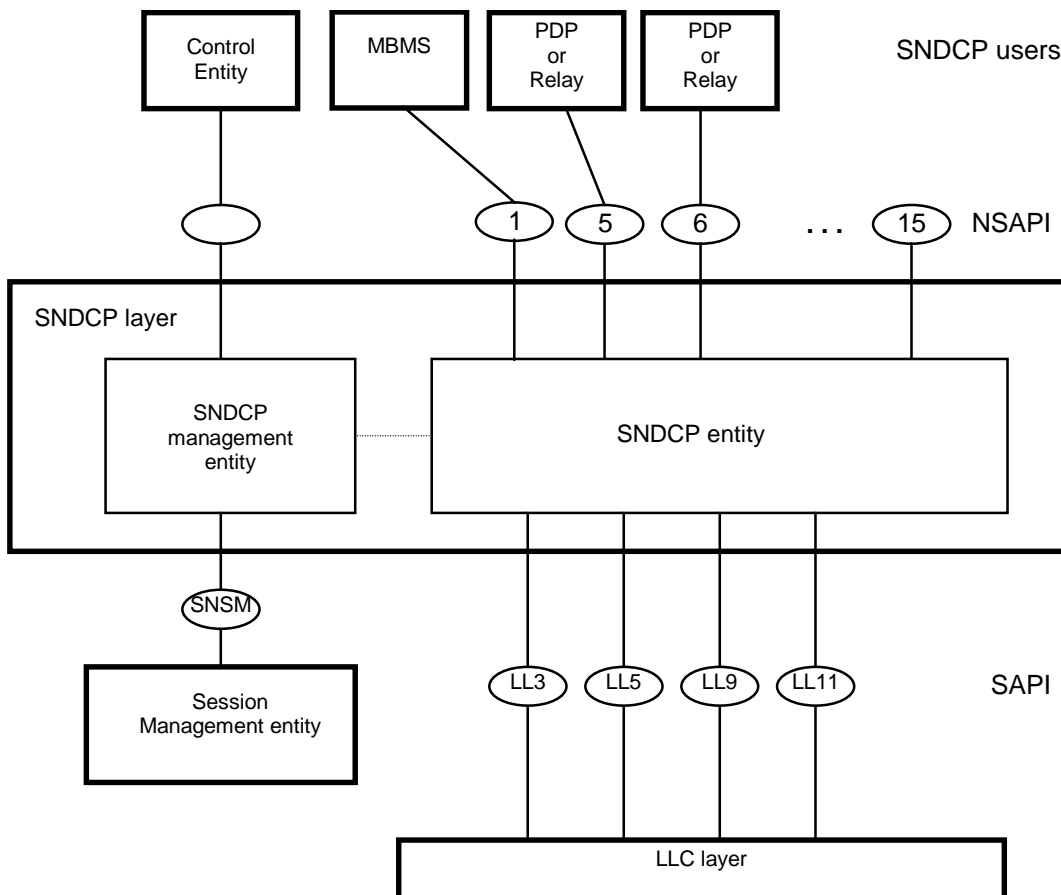 Control
Entity
MBMS
PDP
or
Relay
PDP
or
Relay
SNDCP users
1
5
6
...
15
NSAPI
SNDCP layer
SNDCP
management
entity
SNDCP entity
SNSM
LL3
LL5
LL9
LL11
SAPI
Session
Management entity
LLC layer